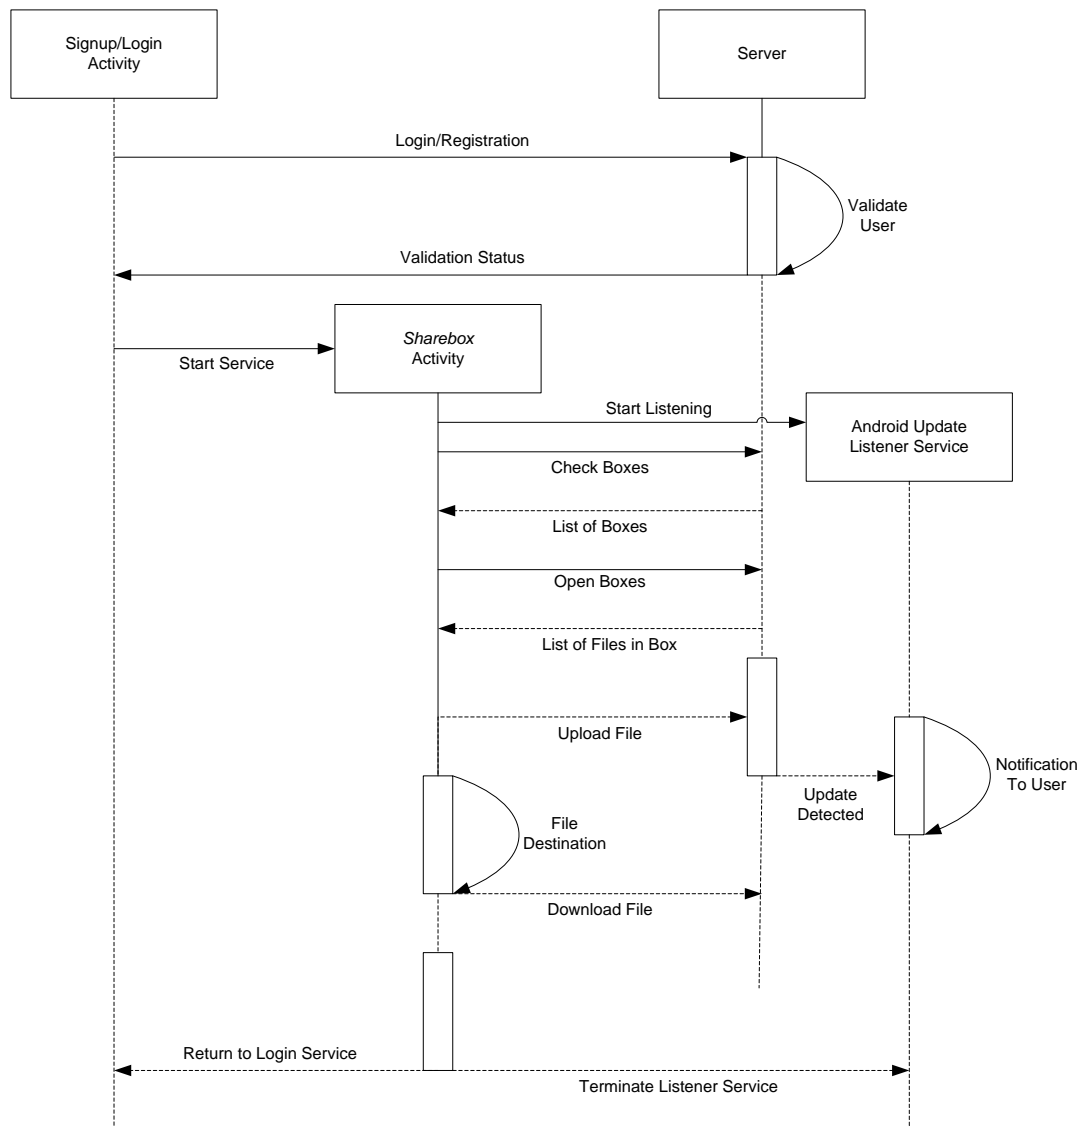 Signup/Login
Activity
Server
Login/Registration
Validate
User
Validation Status
Sharebox
Activity
Start Service
Start Listening
Android Update
Listener Service
Check Boxes
List of Boxes
Open Boxes
List of Files in Box
Upload File
Notification
To User
Update
Detected
File
Destination
Download File
Return to Login Service
Terminate Listener Service